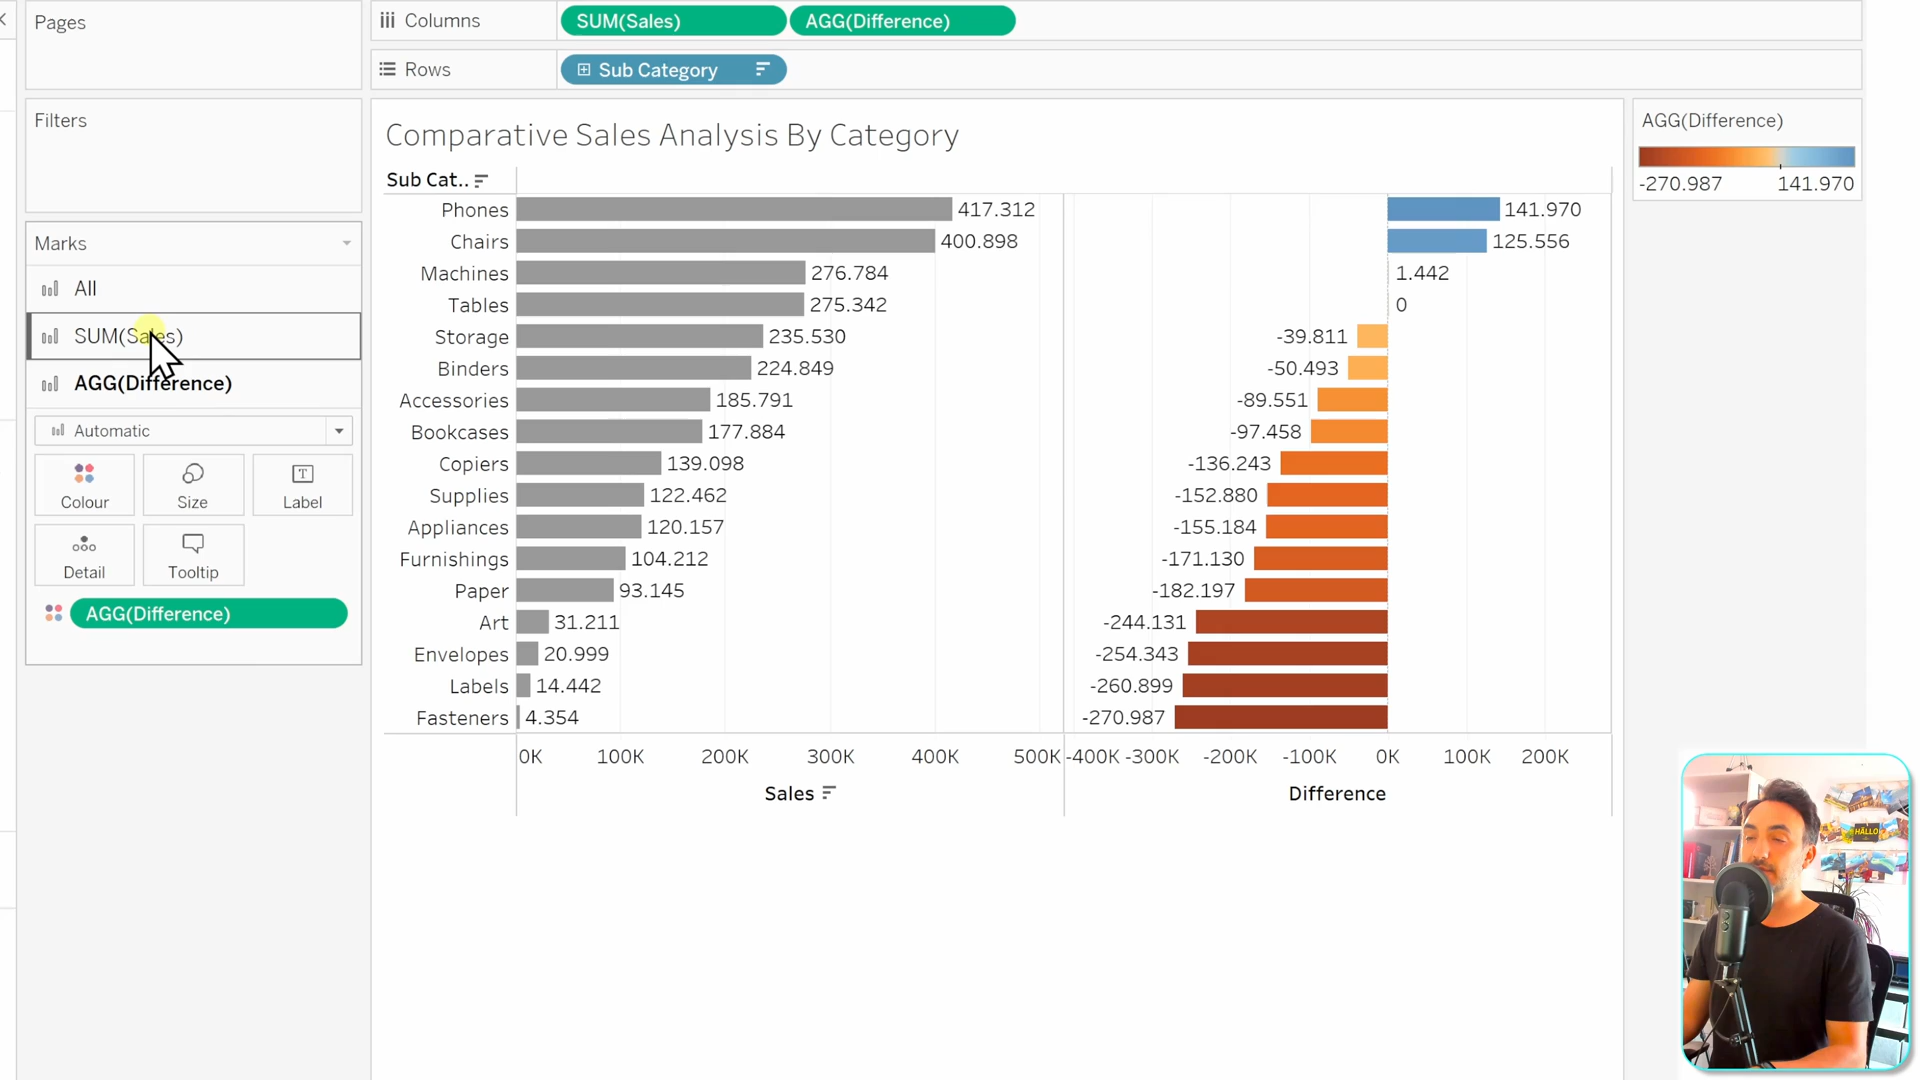 Pages
Columns
SUM(Sales)
AGG(Difference)
Rows
Sub Category
Filters
Marks
All
SUM(Sales)
AGG(Difference)
Automatic
Colour
Size
Label
Detail
Tooltip
AGG(Difference)
Comparative Sales Analysis By Category
Sub Cat..
Phones 417.312 141.970
Chairs 400.898 125.556
Machines 276.784 1.442
Tables 275.342 0
Storage 235.530 -39.811
Binders 224.849 -50.493
Accessories 185.791 -89.551
Bookcases 177.884 -97.458
Copiers 139.098 -136.243
Supplies 122.462 -152.880
Appliances 120.157 -155.184
Furnishings 104.212 -171.130
Paper 93.145 -182.197
Art 31.211 -244.131
Envelopes 20.999 -254.343
Labels 14.442 -260.899
Fasteners 4.354 -270.987
0K 100K 200K 300K 400K 500K -400K -300K -200K -100K 0K 100K 200K
Sales Difference
AGG(Difference)
-270.987 141.970
HALLO